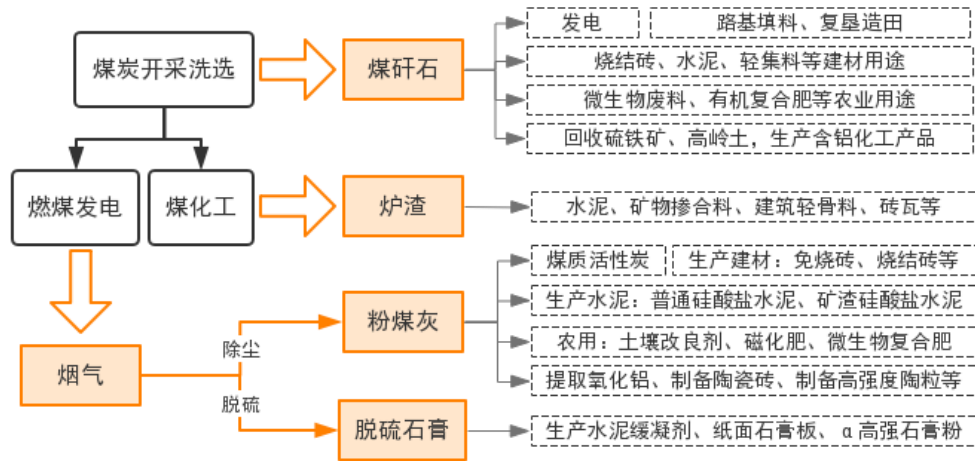 煤炭开采洗选
煤矸石
发电
路基填料、复垦造田
烧结砖、水泥、轻集料等建材用途
微生物废料、有机复合肥等农业用途
回收硫铁矿、高岭土，生产含铝化工产品
燃煤发电
煤化工
炉渣
水泥、矿物掺合料、建筑轻骨料、砖瓦等
烟气
除尘
脱硫
粉煤灰
煤质活性炭
生产建材：免烧砖、烧结砖等
生产水泥：普通硅酸盐水泥、矿渣硅酸盐水泥
农用：土壤改良剂、磁化肥、微生物复合肥
提取氧化铝、制备陶瓷砖、制备高强度陶粒等
脱硫石膏
生产水泥缓凝剂、纸面石膏板、α高强石膏粉